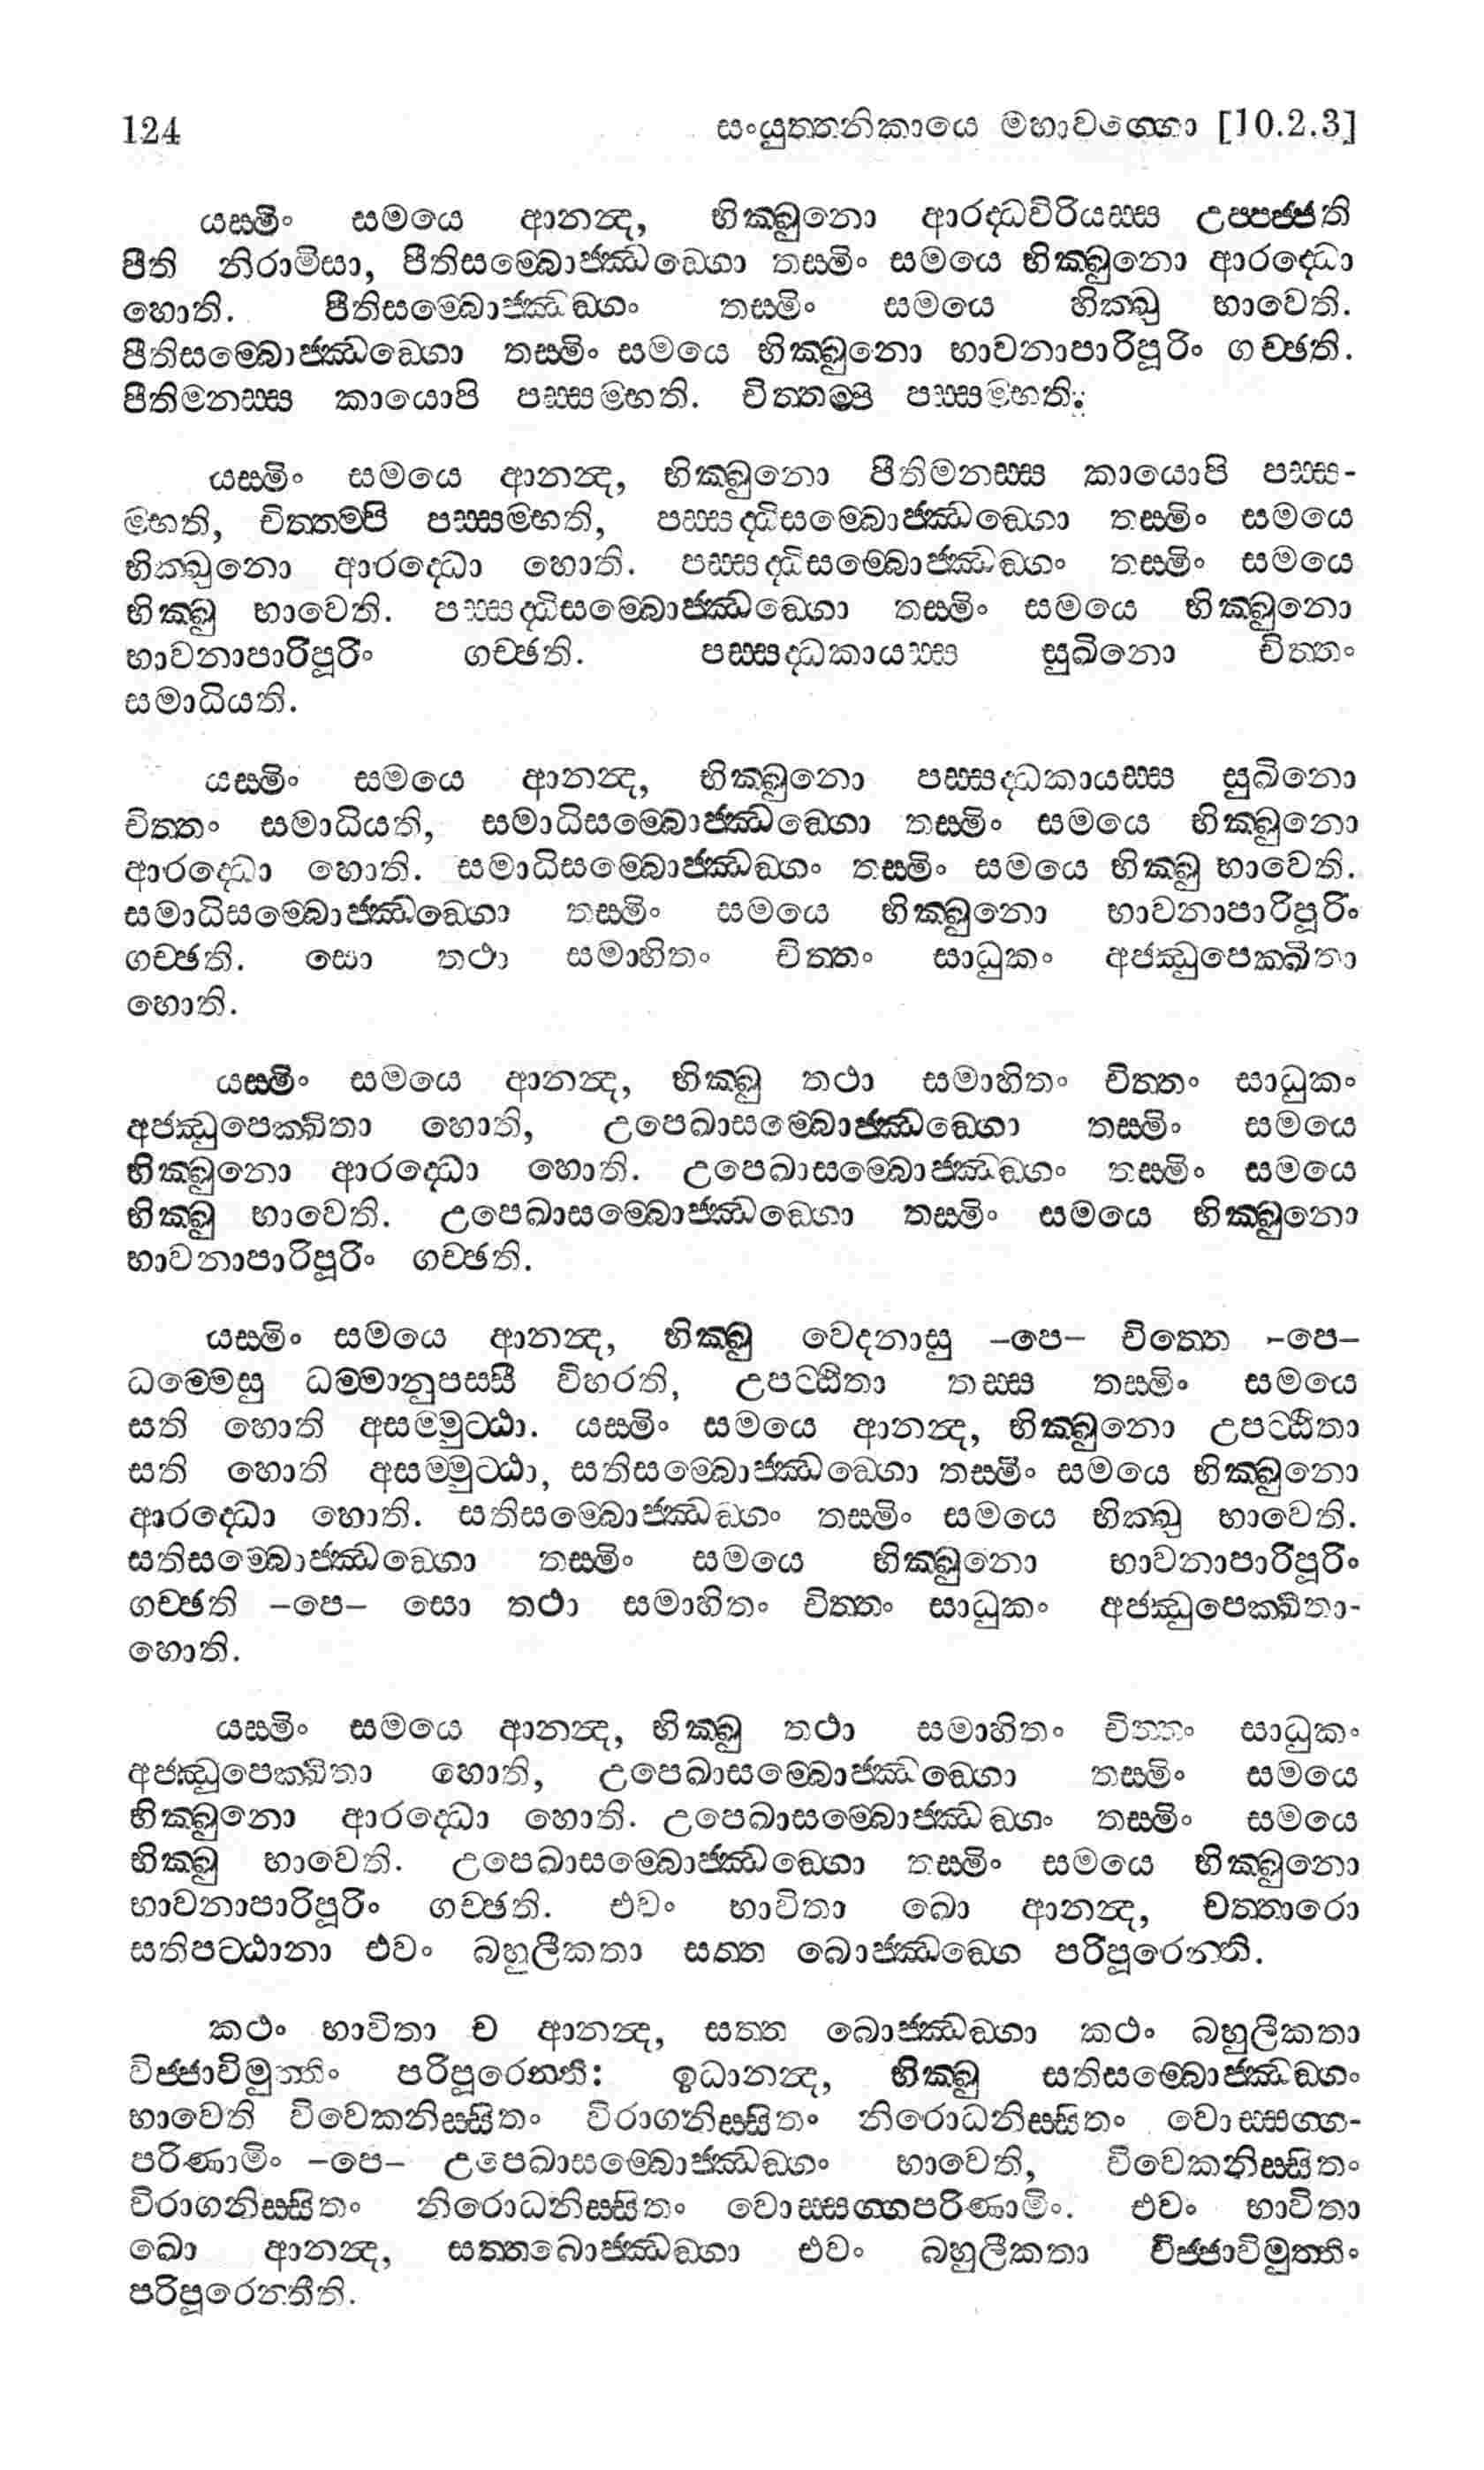 124 සංයුත්තනිකායෙ මහාවග්ගො [10.2.3]
යස්මිං සමයෙ ආනන්ද, භික්ඛුනො ආරද්ධවිරියස්ස උප්පජ්ජති
පීති නිරාමිසා, පීතිසම්බොජ්ඣඞ්ගො තස්මිං සමයෙ භික්ඛුනො ආරද්ධො
හොති. පීතිසම්බොජ්ඣඞ්ගං තස්මිං සමයෙ භික්ඛු භාවෙති.
පීතිසම්බොජ්ඣඞ්ගො තස්මිං සමයෙ භික්ඛුනො භාවනාපාරිපූරිං ගච්ඡති.
පීතිමනස්ස කායොපි පස්සම්භති. චිත්තම්පි පස්සම්භති.
යස්මිං සමයෙ ආනන්ද, භික්ඛුනො පීතිමනස්ස කායොපි පස්ස-
ම්භති, චිත්තම්පි පස්සම්භති, පස්සද්ධිසම්බොජ්ඣඞ්ගො තස්මිං සමයෙ
භික්ඛුනො ආරද්ධො හොති. පස්සද්ධිසම්බොජ්ඣඞ්ගං තස්මිං සමයෙ
භික්ඛු භාවෙති. පස්සද්ධිසම්බොජ්ඣඞ්ගො තස්මිං සමයෙ භික්ඛුනො
භාවනාපාරිපූරිං ගච්ඡති. පස්සද්ධකායස්ස සුඛිනො චිත්තං
සමාධියති.
යස්මිං සමයෙ ආනන්ද, භික්ඛුනො පස්සද්ධකායස්ස සුඛිනො
චිත්තං සමාධියති, සමාධිසම්බොජ්ඣඞ්ගො තස්මිං සමයෙ භික්ඛුනො
ආරද්ධො හොති. සමාධිසම්බොජ්ඣඞ්ගං තස්මිං සමයෙ භික්ඛු භාවෙති.
සමාධිසම්බොජ්ඣඞ්ගො තස්මිං සමයෙ භික්ඛුනො භාවනාපාරිපූරිං
ගච්ඡති. සො තථා සමාහිතං චිත්තං සාධුකං අජ්ඣුපෙක්ඛිතා
හොති.
යස්මිං සමයෙ ආනන්ද, භික්ඛු තථා සමාහිතං චිත්තං සාධුකං
අජ්ඣුපෙක්ඛිතා හොති, උපෙඛාසම්බොජ්ඣඞ්ගො තස්මිං සමයෙ
භික්ඛුනො ආරද්ධො හොති. උපෙඛාසම්බොජ්ඣඞ්ගං තස්මිං සමයෙ
භික්ඛු භාවෙති. උපෙඛාසම්බොජ්ඣඞ්ගො තස්මිං සමයෙ භික්ඛුනො
භාවනාපාරිපූරිං ගච්ඡති.
යස්මිං සමයෙ ආනන්ද, භික්ඛු වෙදනාසු –පෙ– චිත්තෙ –පෙ–
ධම්මෙසු ධම්මානුපස්සී විහරති, උපට්ඨිතා තස්ස තස්මිං සමයෙ
සති හොති අසම්මුට්ඨා. යස්මිං සමයෙ ආනන්ද, භික්ඛුනො උපට්ඨිතා
සති හොති අසම්මුට්ඨා, සතිසම්බොජ්ඣඞ්ගො තස්මිං සමයෙ භික්ඛුනො
ආරද්ධො හොති. සතිසම්බොජ්ඣඞ්ගං තස්මිං සමයෙ භික්ඛු භාවෙති.
සතිසම්බොජ්ඣඞ්ගො තස්මිං සමයෙ භික්ඛුනො භාවනාපාරිපූරිං
ගච්ඡති –පෙ– සො තථා සමාහිතං චිත්තං සාධුකං අජ්ඣුපෙක්ඛිතා-
හොති.
යස්මිං සමයෙ ආනන්ද, භික්ඛු තථා සමාහිතං චිත්තං සාධුකං
අජ්ඣුපෙක්ඛිතා හොති, උපෙඛාසම්බොජ්ඣඞ්ගො තස්මිං සමයෙ
භික්ඛුනො ආරද්ධො හොති. උපෙඛාසම්බොජ්ඣඞ්ගං තස්මිං සමයෙ
භික්ඛු භාවෙති. උපෙඛාසම්බොජ්ඣඞ්ගො තස්මිං සමයෙ භික්ඛුනො
භාවනාපාරිපූරිං ගච්ඡති. එවං භාවිතා ඛො ආනන්ද, චත්තාරො
සතිපට්ඨානා එවං බහුලීකතා සත්ත බොජ්ඣඞ්ගෙ පරිපූරෙන්ති.
කථං භාවිතා ච ආනන්ද, සත්ත බොජ්ඣඞ්ගා කථං බහුලීකතා
විජ්ජාවිමුත්තිං පරිපූරෙන්ති: ඉධානන්ද, භික්ඛු සතිසම්බොජ්ඣඞ්ගං
භාවෙති විවෙකනිස්සිතං විරාගනිස්සිතං නිරොධනිස්සිතං වොස්සග්ග-
පරිණාමිං –පෙ– උපෙඛාසම්බොජ්ඣඞ්ගං භාවෙති, විවෙකනිස්සිතං
විරාගනිස්සිතං නිරොධනිස්සිතං වොස්සග්ගපරිණාමිං. එවං භාවිතා
ඛො ආනන්ද, සත්තබොජ්ඣඞ්ගා එවං බහුලීකතා විජ්ජාවිමුත්තිං
පරිපූරෙන්තීති.